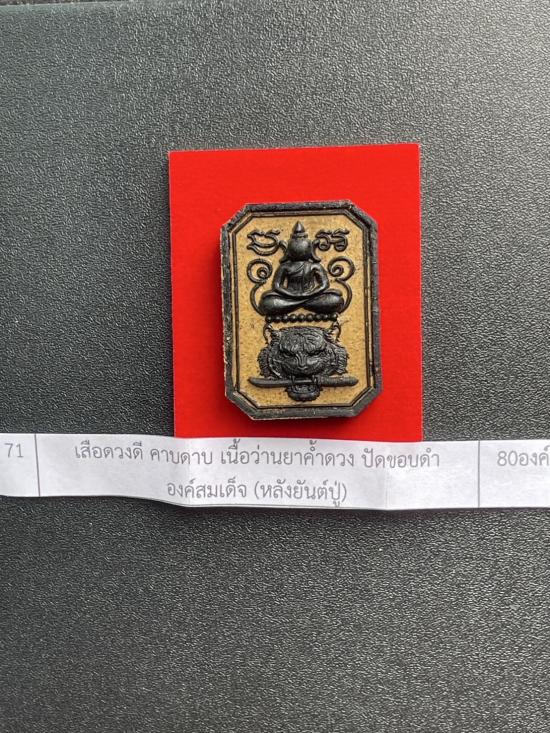 71
เสือดวงดี คาบดาบ เนื้อว่านยาค้ำดวง ปัดขอบดำ
องค์สมเด็จ (หลังยันต์ปู่)
80องค์